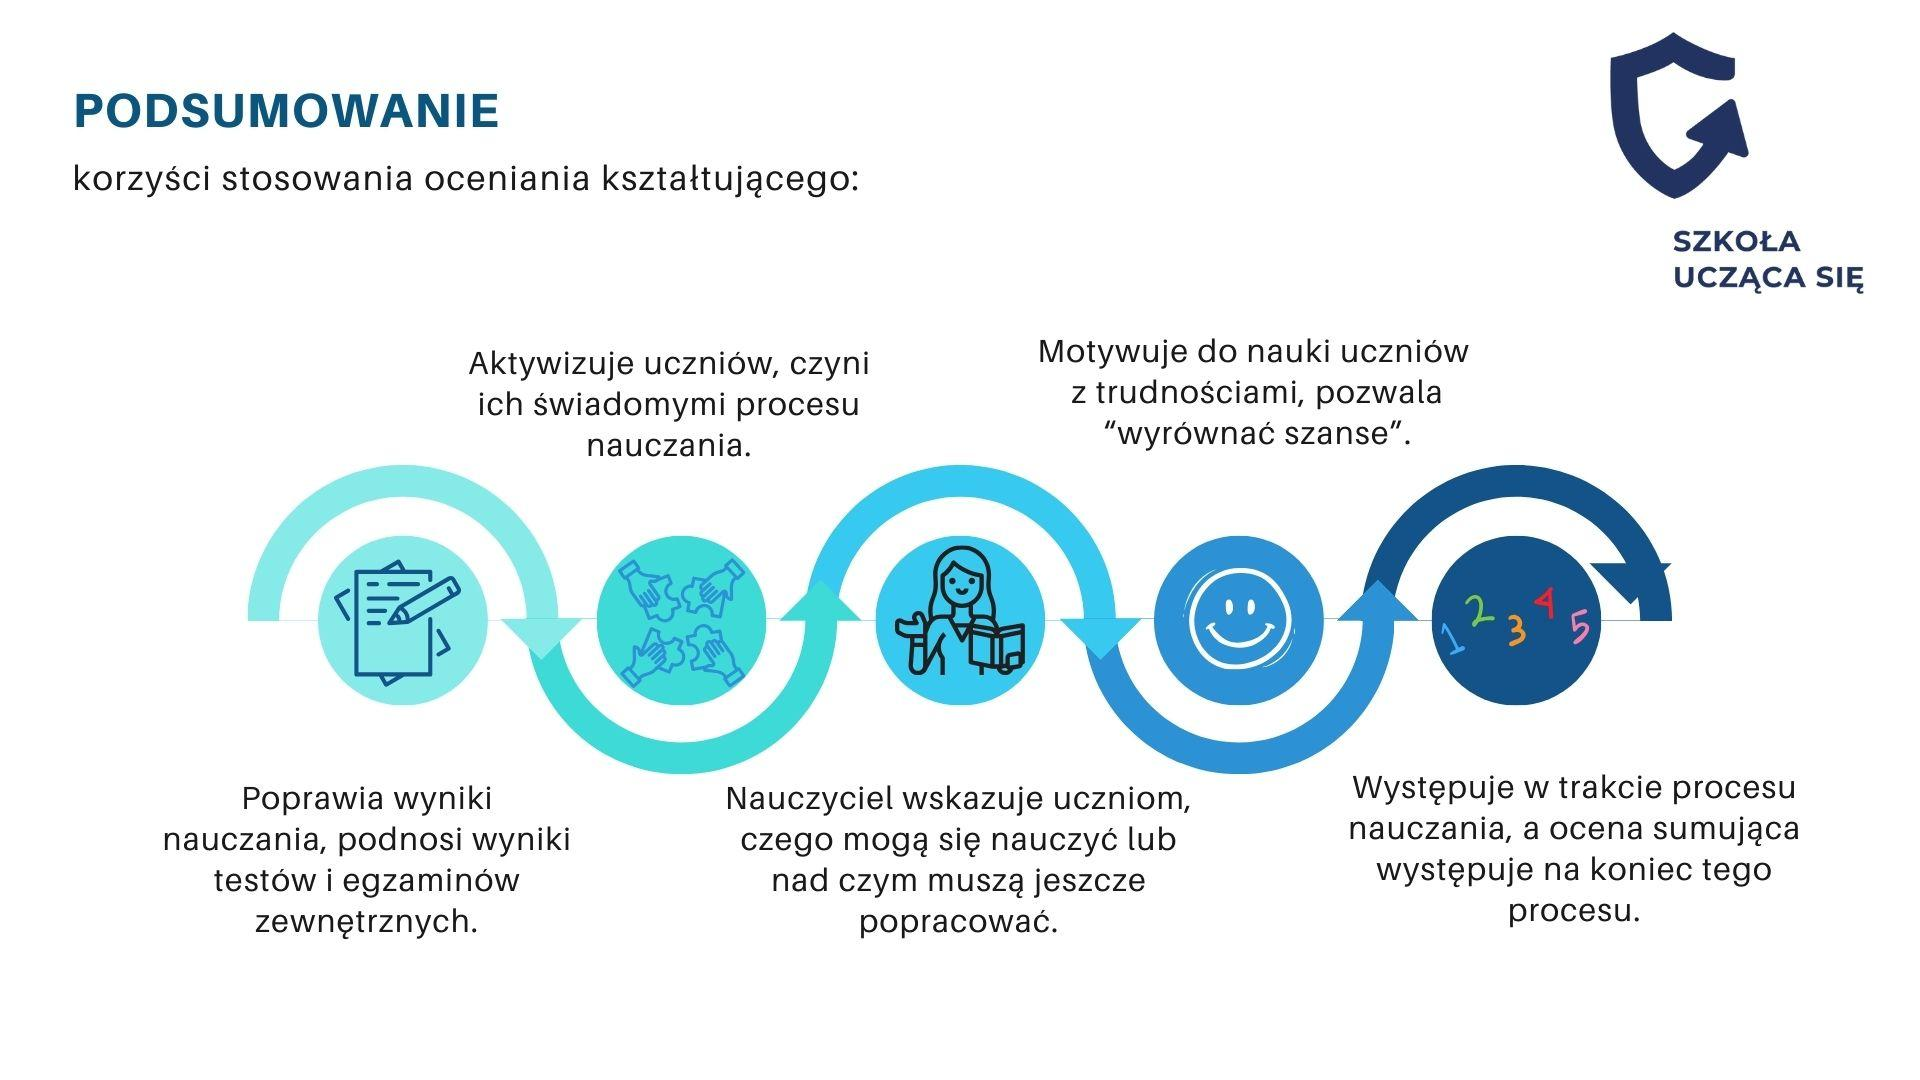 PODSUMOWANIE
korzyści stosowania oceniania kształtującego:
SZKOŁA
UCZĄCA SIĘ
Aktywizuje uczniów, czyni
ich świadomymi procesu
nauczania.
Motywuje do nauki uczniów
z trudnościami, pozwala
“wyrównać szanse”.
1 2 3 4 5
Poprawia wyniki
nauczania, podnosi wyniki
testów i egzaminów
zewnętrznych.
Nauczyciel wskazuje uczniom,
czego mogą się nauczyć lub
nad czym muszą jeszcze
popracować.
Występuje w trakcie procesu
nauczania, a ocena sumująca
występuje na koniec tego
procesu.